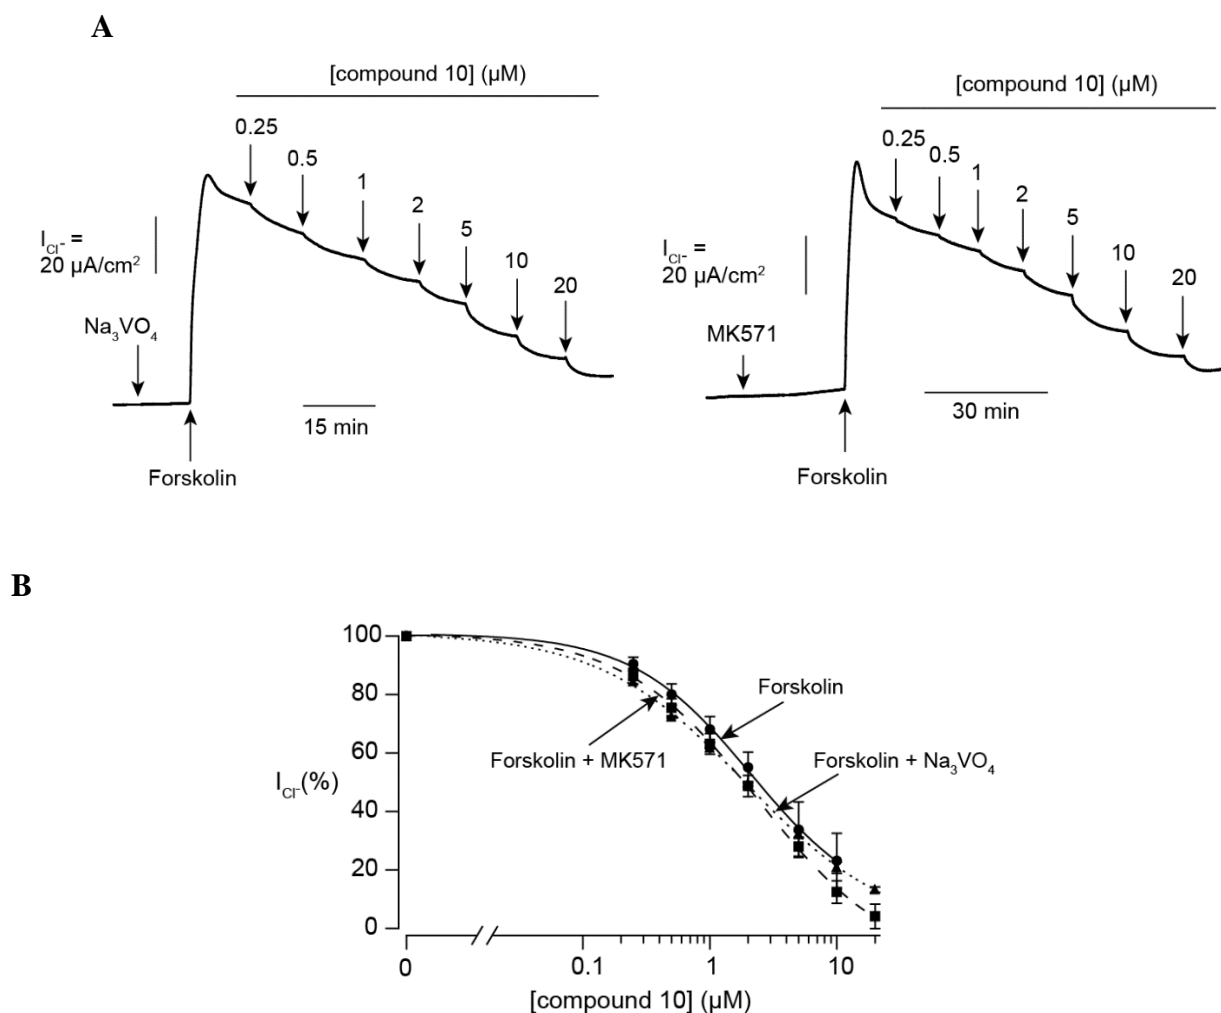 A
[compound 10] (µM)
0.25
0.5
1
2
5
10
20
I_Cl- =
20 µA/cm²
Na₃VO₄
15 min
Forskolin
[compound 10] (µM)
0.25
0.5
1
2
5
10
20
I_Cl- =
20 µA/cm²
MK571
30 min
Forskolin
B
100
80
60
40
20
0
I_Cl-(%)
Forskolin
Forskolin + MK571
Forskolin + Na₃VO₄
0
0.1
1
10
[compound 10] (µM)